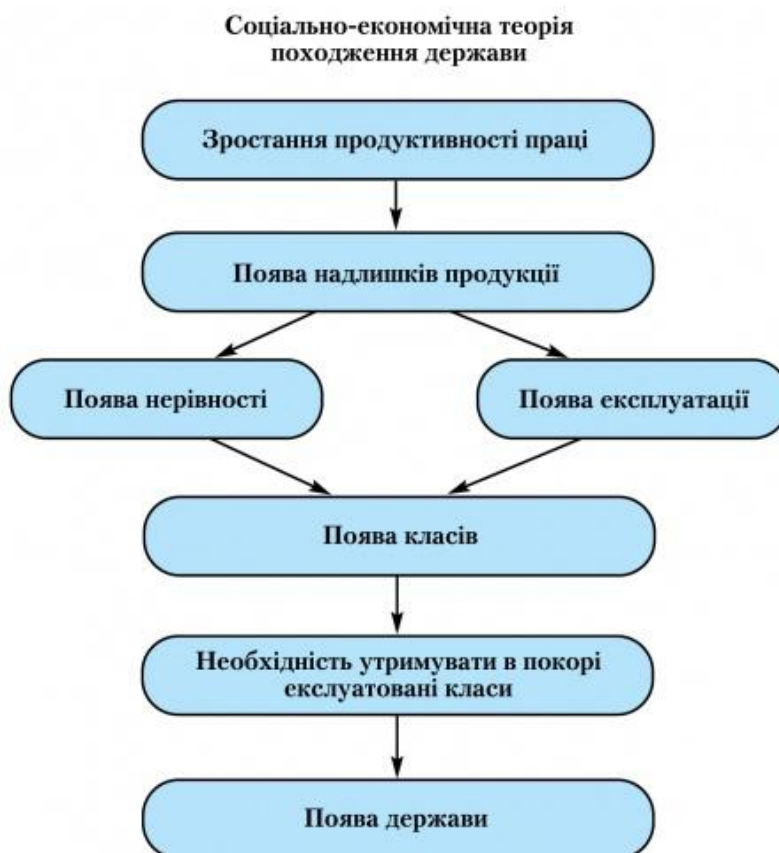 Соціально-економічна теорія
походження держави
Зростання продуктивності праці
Поява надлишків продукції
Поява нерівності
Поява експлуатації
Поява класів
Необхідність утримувати в покорі
екслуатовані класи
Поява держави